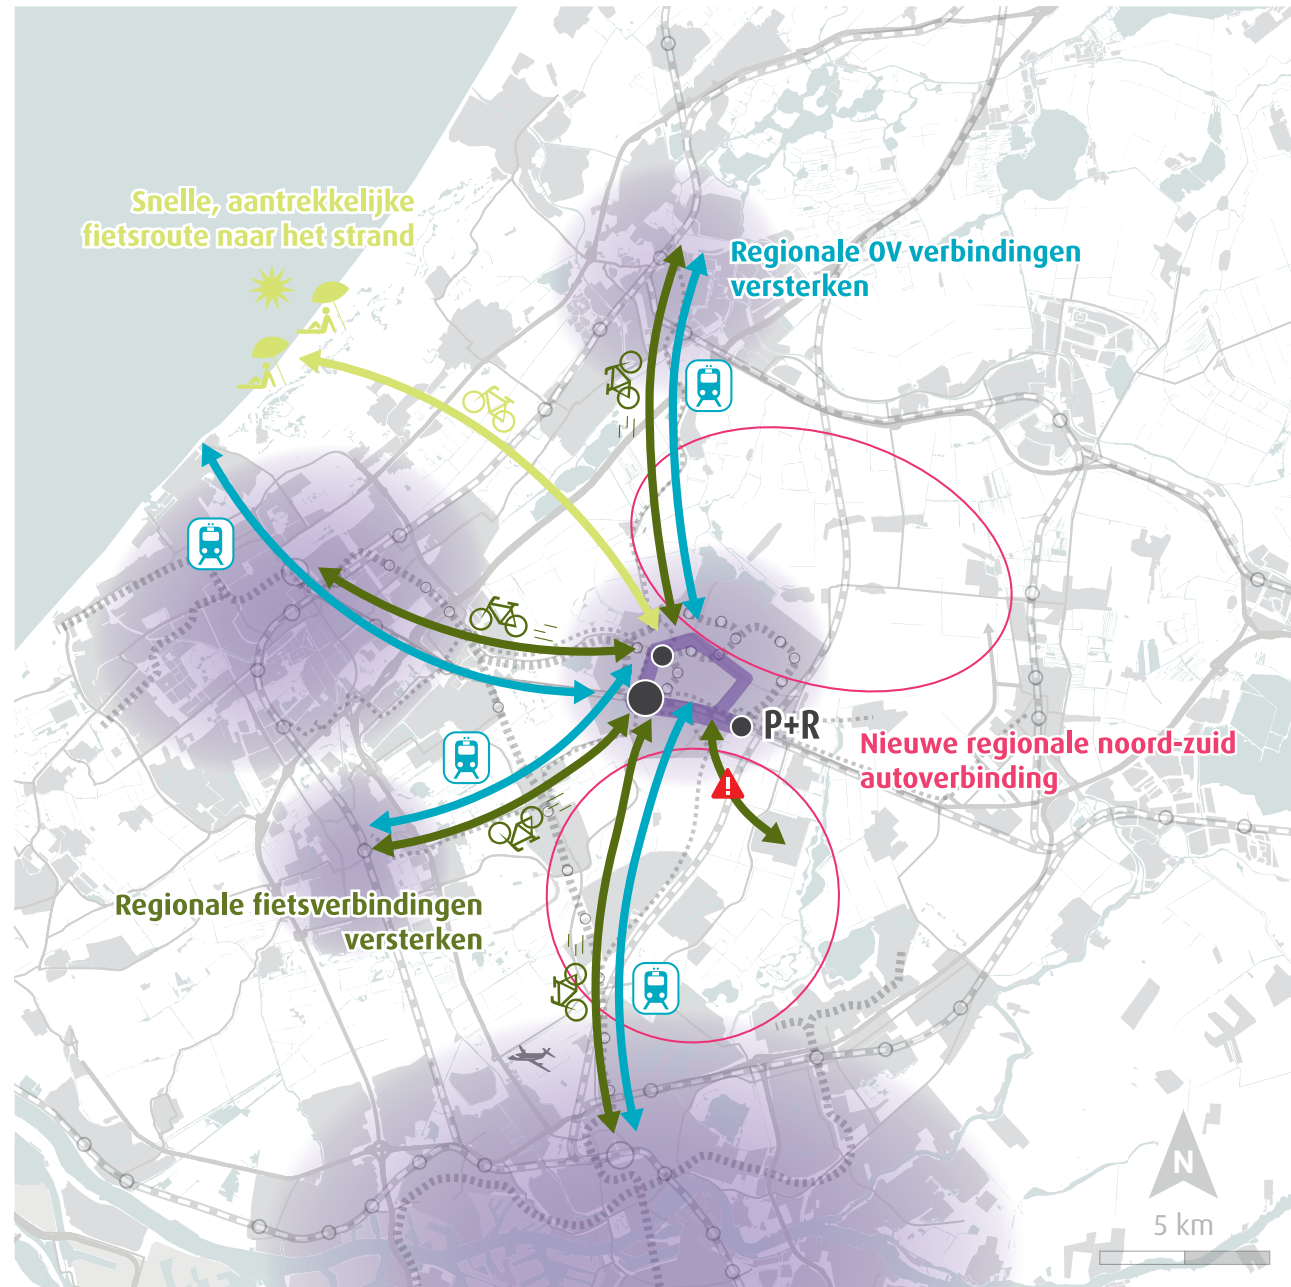 Snelle, aantrekkelijke
fietsroute naar het strand
Regionale OV verbindingen
versterken
P+R
Nieuwe regionale noord-zuid
autoverbinding
!
Regionale fietsverbindingen
versterken
N
5 km